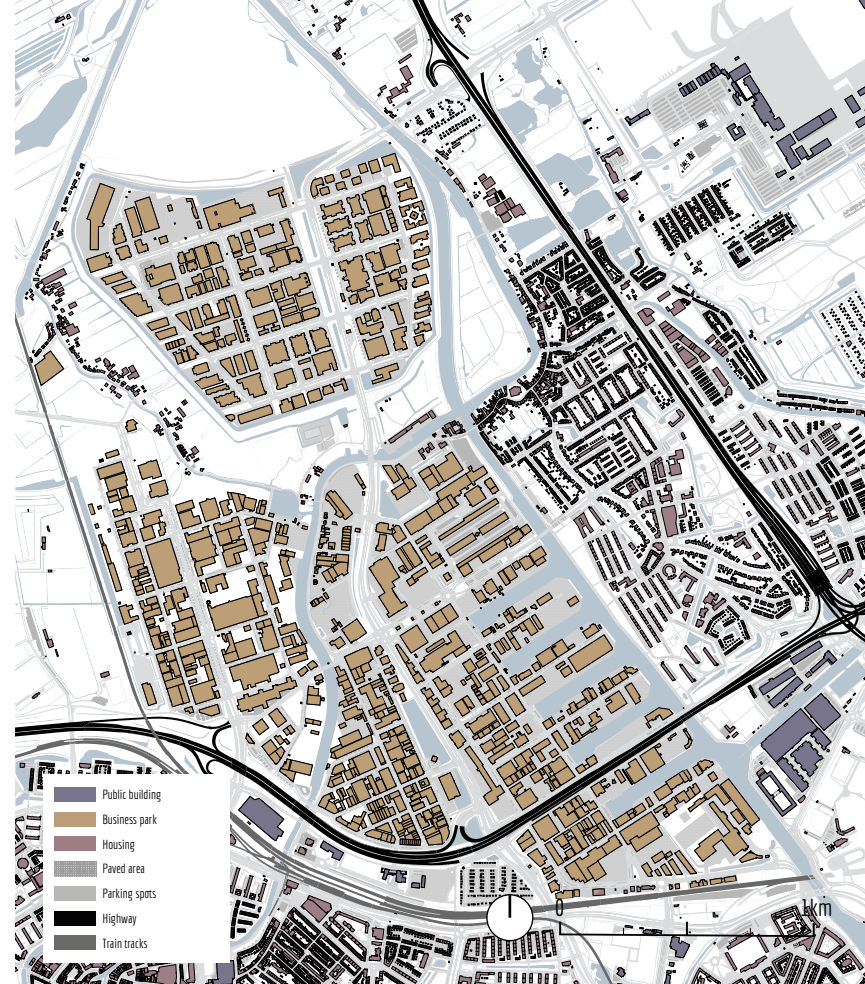 Public building
Business park
Housing
Paved area
Parking spots
Highway
Train tracks
0
1km